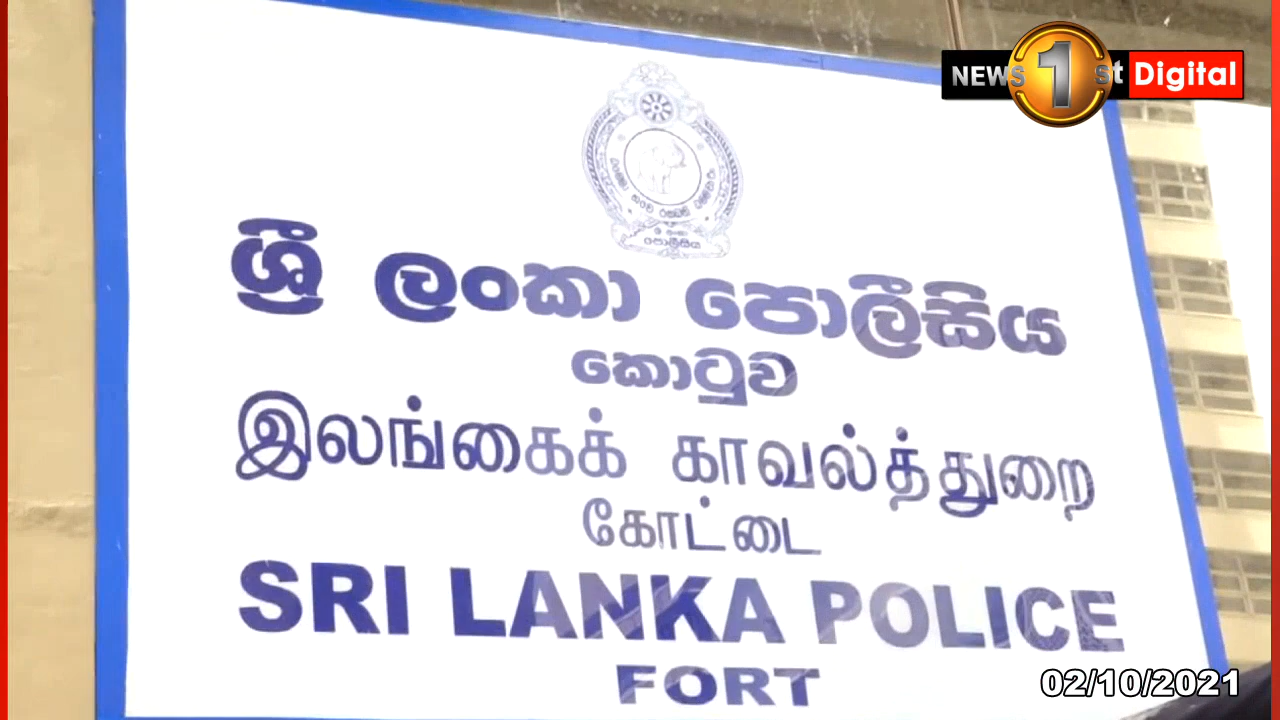 NEWS 1st Digital
ශ්‍රී ලංකා පොලීසිය
කොටුව
இலங்கைக் காவல்த்துறை
கோட்டை
SRI LANKA POLICE
FORT
02/10/2021